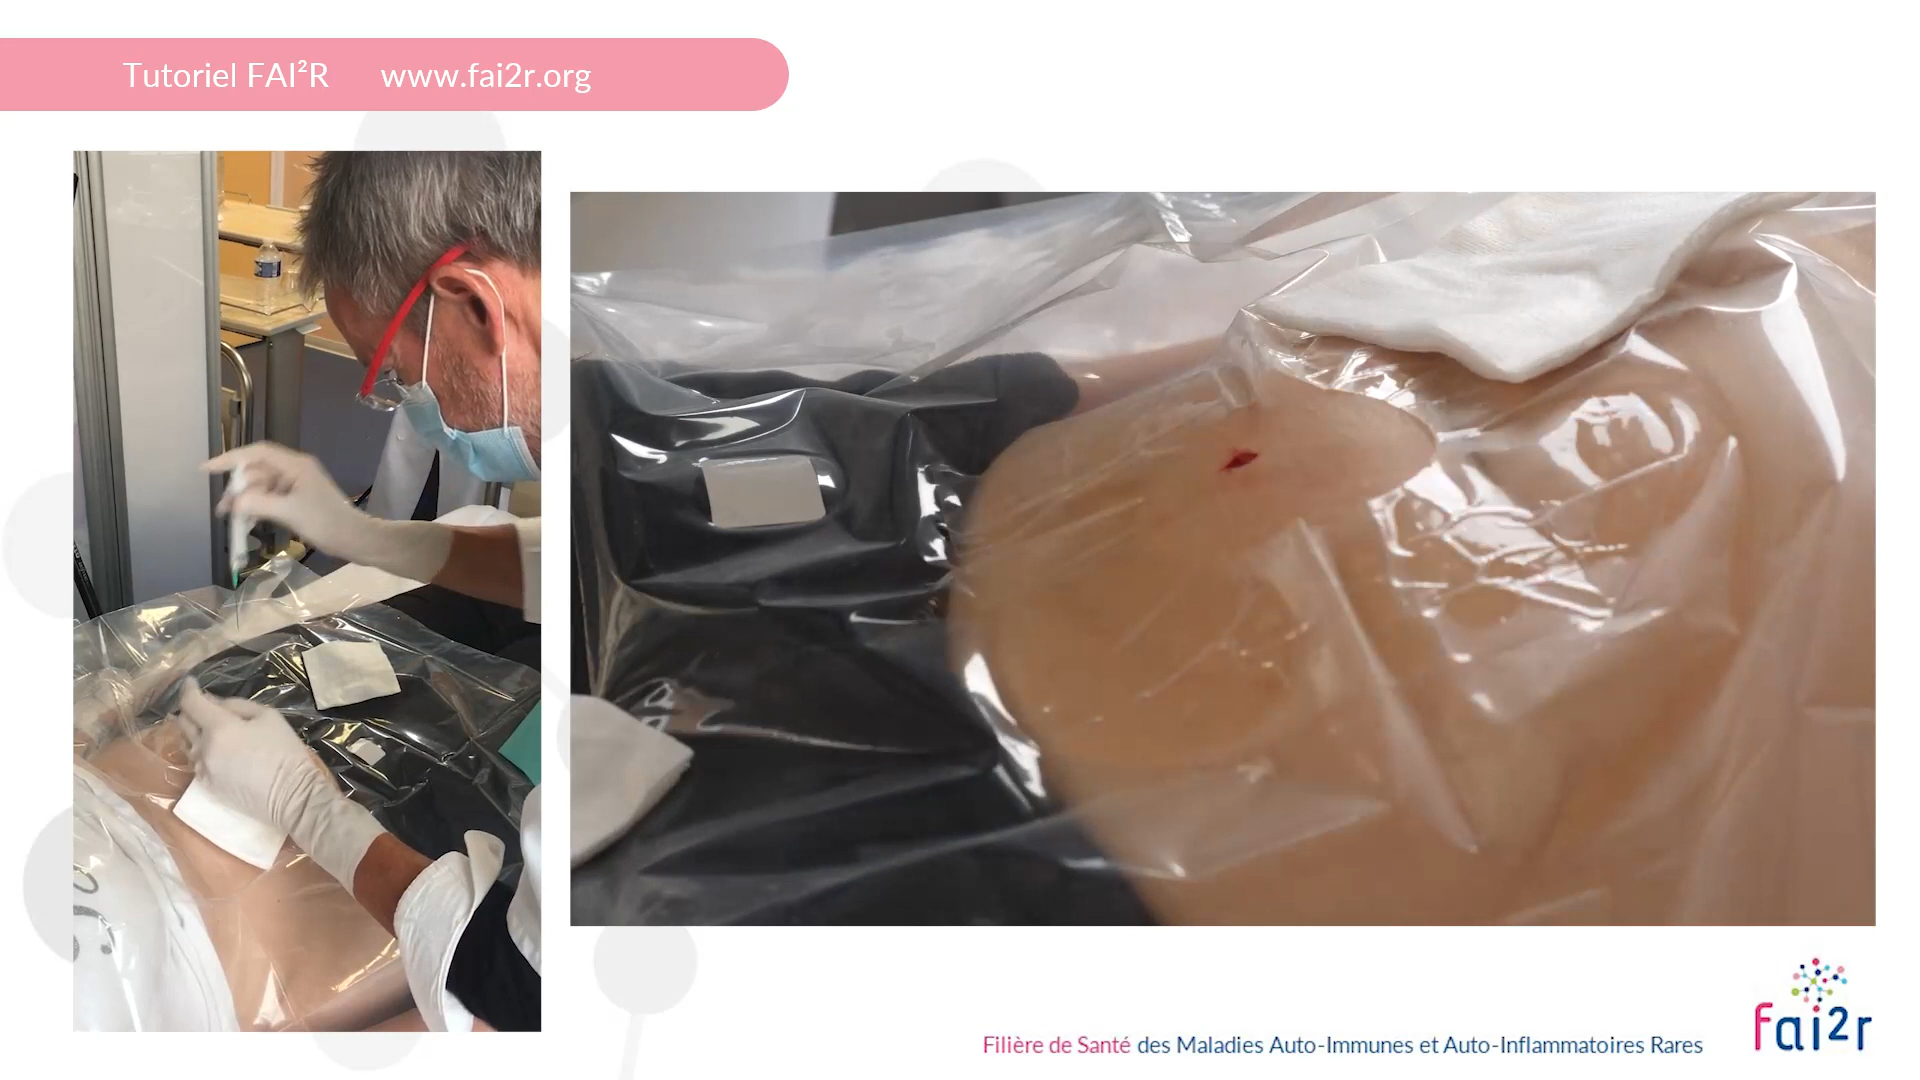 Tutoriel FAI²R www.fai2r.org
Filière de Santé des Maladies Auto-Immunes et Auto-Inflammatoires Rares
fai2r